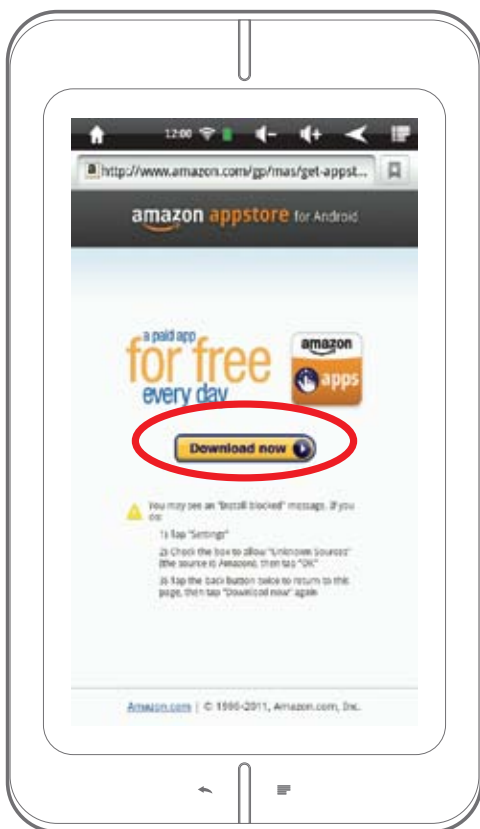 12:00
http://www.amazon.com/gp/mas/get-appst...
amazon appstore for Android
a paid app
for free
every day
amazon
apps
Download now
You may see an "Install blocked" message. If you
do:
1) Tap "Settings"
2) Check the box to allow "Unknown Sources"
(the source is Amazon), then tap "OK"
3) Tap the back button twice to return to this
page, then tap "Download now" again
Amazon.com | © 1996-2011, Amazon.com, Inc.